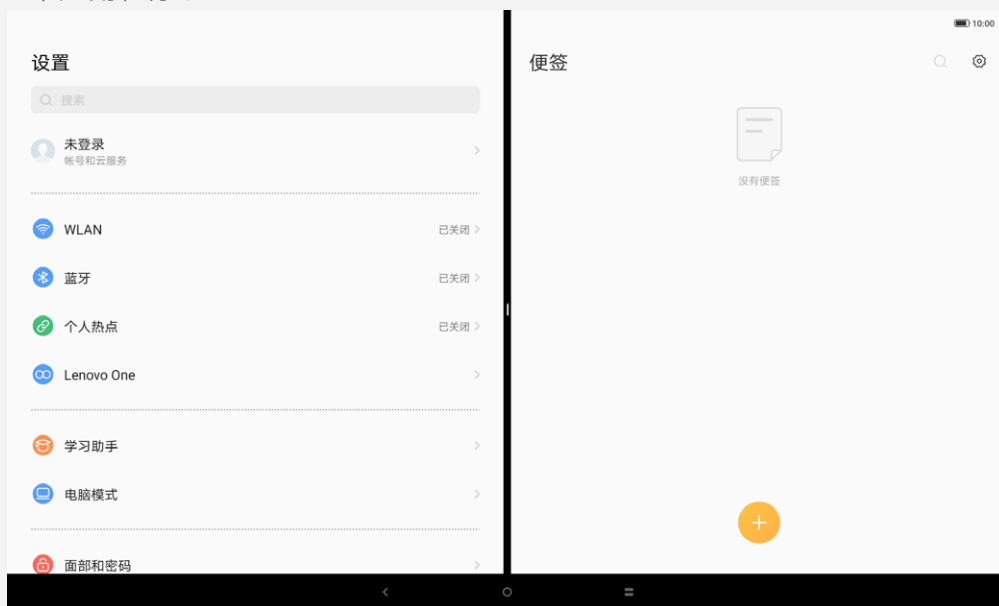 设置
搜索
未登录
帐号和云服务
WLAN 已关闭
蓝牙 已关闭
个人热点 已关闭
Lenovo One
学习助手
电脑模式
面部和密码
10:00
便签
没有便签